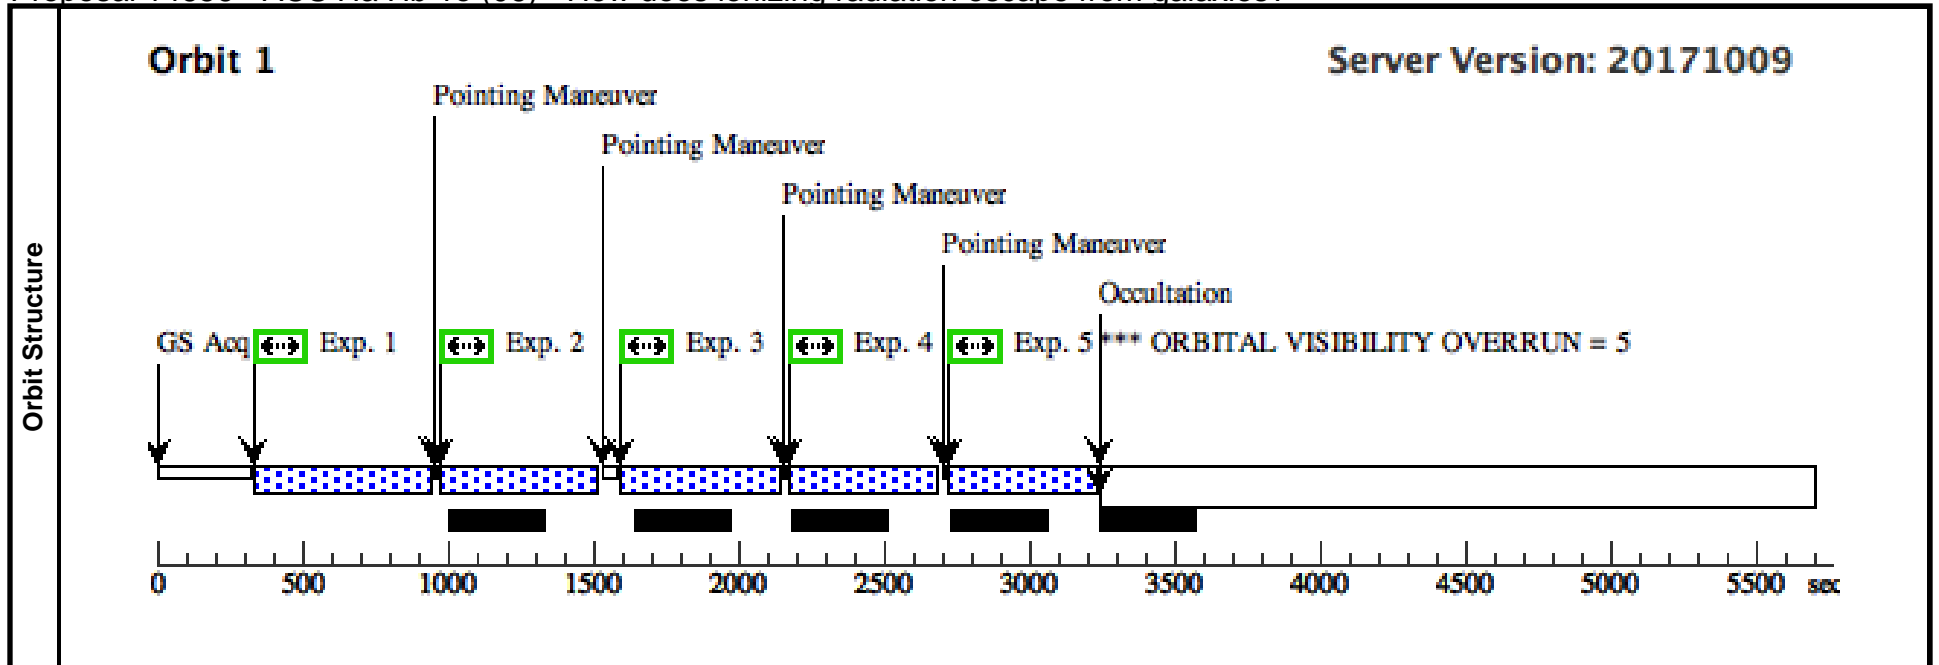 Orbit 1
Server Version: 20171009
Pointing Maneuver
Pointing Maneuver
Pointing Maneuver
Pointing Maneuver
Occultation
GS Acq Exp. 1 Exp. 2 Exp. 3 Exp. 4 Exp. 5 *** ORBITAL VISIBILITY OVERRUN = 5
Orbit Structure
0 500 1000 1500 2000 2500 3000 3500 4000 4500 5000 5500 sec